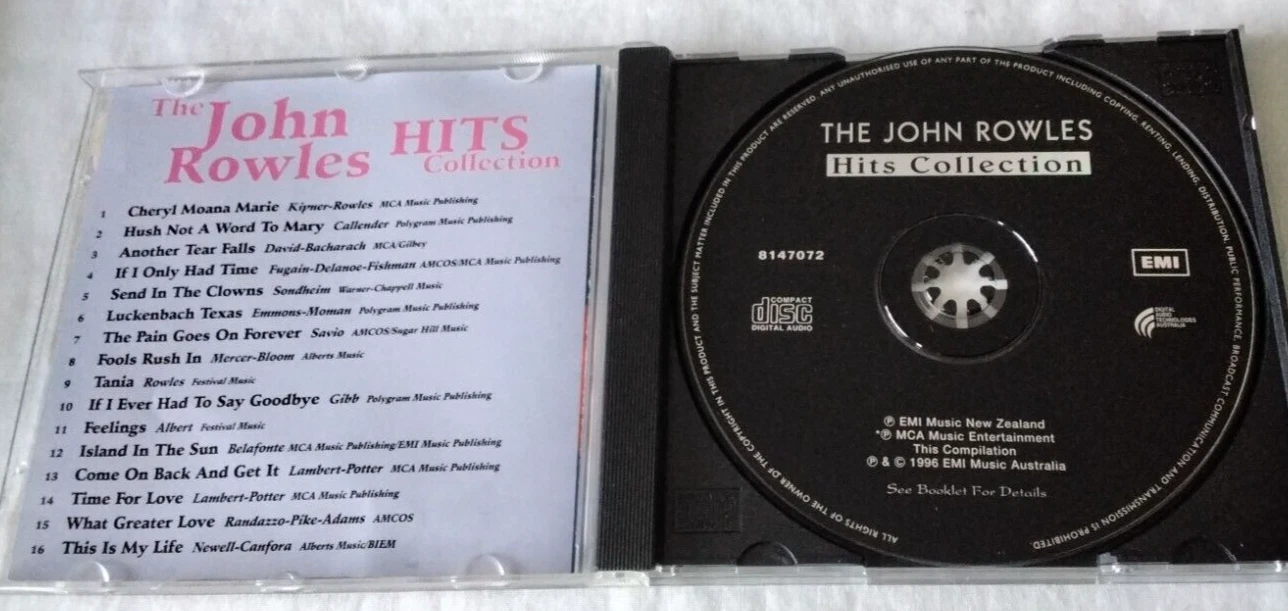 The John Rowles HITS Collection
1 Cheryl Moana Marie Kipner-Rowles MCA Music Publishing
2 Hush Not A Word To Mary Callender Polygram Music Publishing
3 Another Tear Falls David-Bacharach MCA/Gilbey
4 If I Only Had Time Fugain-Delanoe-Fishman AMCOS/MCA Music Publishing
5 Send In The Clowns Sondheim Warner-Chappell Music
6 Luckenbach Texas Emmons-Moman Polygram Music Publishing
7 The Pain Goes On Forever Savio AMCOS/Sugar Hill Music
8 Fools Rush In Mercer-Bloom Alberts Music
9 Tania Rowles Festival Music
10 If I Ever Had To Say Goodbye Gibb Polygram Music Publishing
11 Feelings Albert Festival Music
12 Island In The Sun Belafonte MCA Music Publishing/EMI Music Publishing
13 Come On Back And Get It Lambert-Potter MCA Music Publishing
14 Time For Love Lambert-Potter MCA Music Publishing
15 What Greater Love Randazzo-Pike-Adams AMCOS
16 This Is My Life Newell-Canfora Alberts Music/BIEM
THE JOHN ROWLES
Hits Collection
8147072
EMI
COMPACT
disc
DIGITAL AUDIO
DIGITAL
AUDIO
TECHNOLOGIES
AUSTRALIA
℗ EMI Music New Zealand
*℗ MCA Music Entertainment
This Compilation
℗ & © 1996 EMI Music Australia
See Booklet For Details
ALL RIGHTS OF THE OWNER OF THE COPYRIGHT IN THIS PRODUCT AND THE SUBJECT MATTER INCLUDED IN THIS PRODUCT ARE RESERVED. ANY UNAUTHORISED USE OF ANY PART OF THIS PRODUCT INCLUDING COPYING, RENTING, LENDING, DISTRIBUTION, PUBLIC PERFORMANCE, BROADCAST COMMUNICATION AND TRANSMISSION IS PROHIBITED.